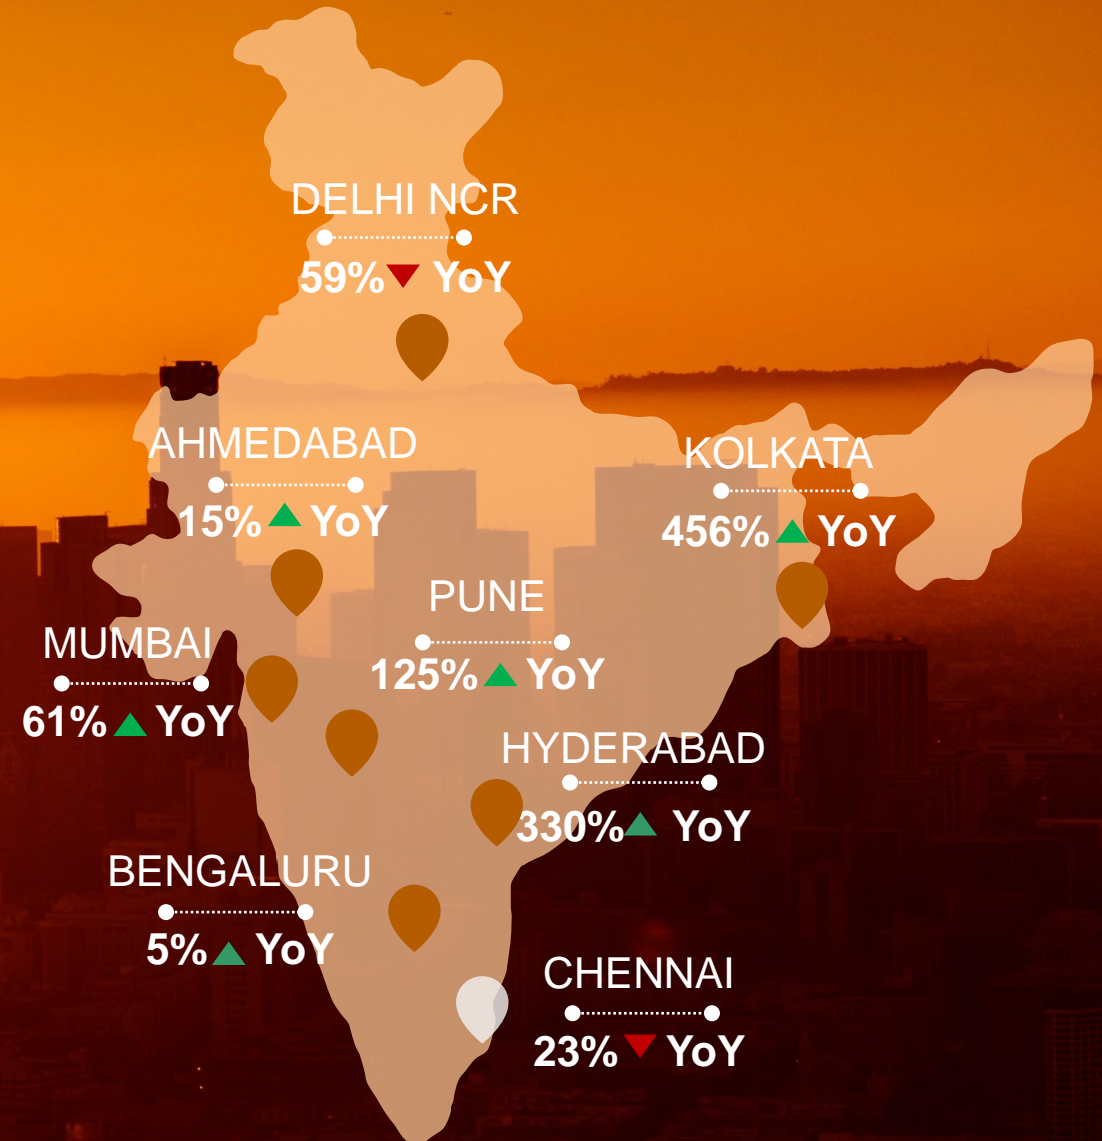 DELHI NCR
59% ▼ YoY
AHMEDABAD
15% ▲ YoY
KOLKATA
456% ▲ YoY
PUNE
125% ▲ YoY
MUMBAI
61% ▲ YoY
HYDERABAD
330% ▲ YoY
BENGALURU
5% ▲ YoY
CHENNAI
23% ▼ YoY